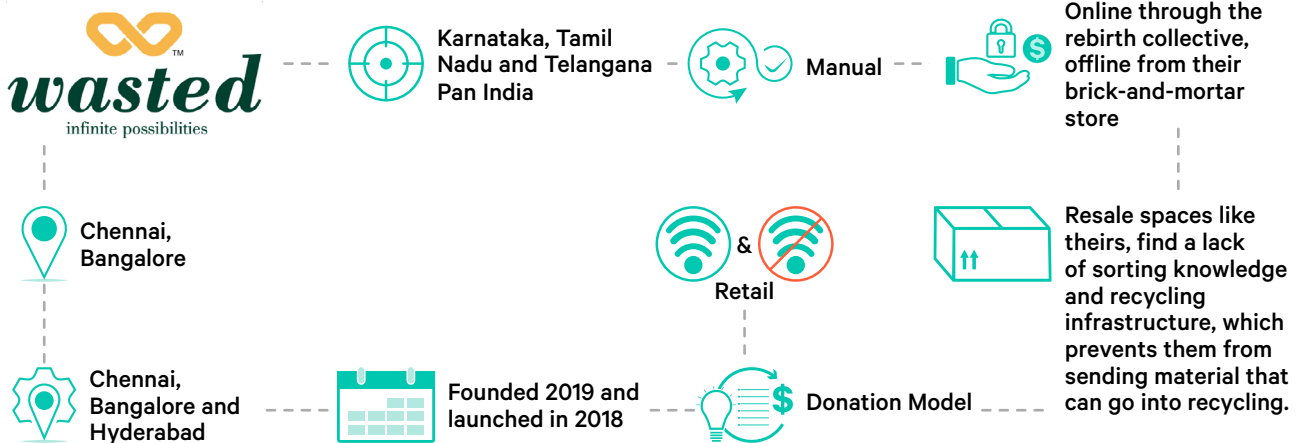 wasted
TM
infinite possibilities
Karnataka, Tamil
Nadu and Telangana
Pan India
Manual
Online through the
rebirth collective,
offline from their
brick-and-mortar
store
Chennai,
Bangalore
&
Retail
Resale spaces like
theirs, find a lack
of sorting knowledge
and recycling
infrastructure, which
prevents them from
sending material that
can go into recycling.
Chennai,
Bangalore and
Hyderabad
Founded 2019 and
launched in 2018
$
Donation Model
$